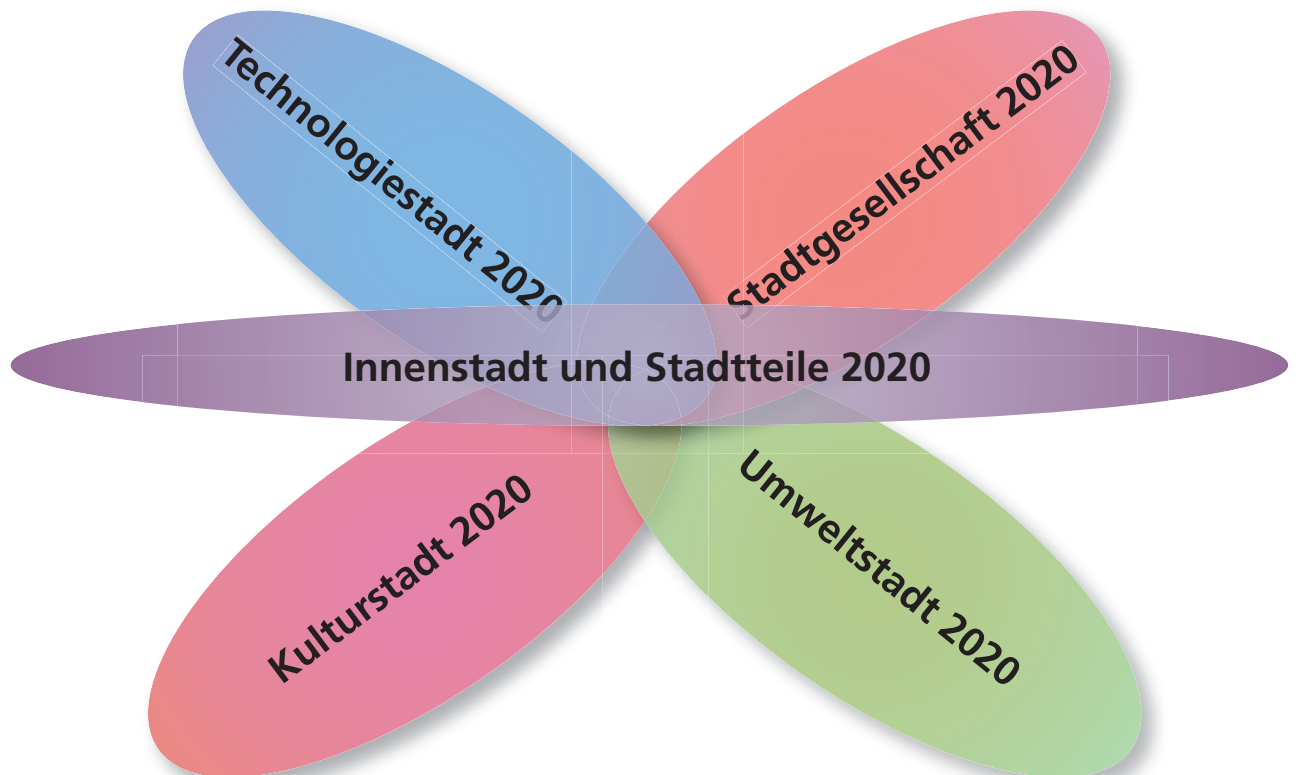 Technologiestadt 2020
Stadtgesellschaft 2020
Innenstadt und Stadtteile 2020
Kulturstadt 2020
Umweltstadt 2020